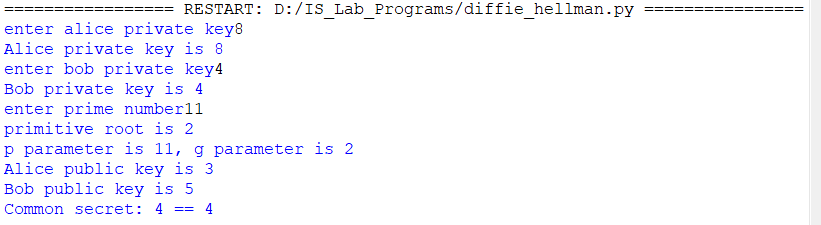 ================= RESTART: D:/IS_Lab_Programs/diffie_hellman.py ================
enter alice private key8
Alice private key is 8
enter bob private key4
Bob private key is 4
enter prime number11
primitive root is 2
p parameter is 11, g parameter is 2
Alice public key is 3
Bob public key is 5
Common secret: 4 == 4